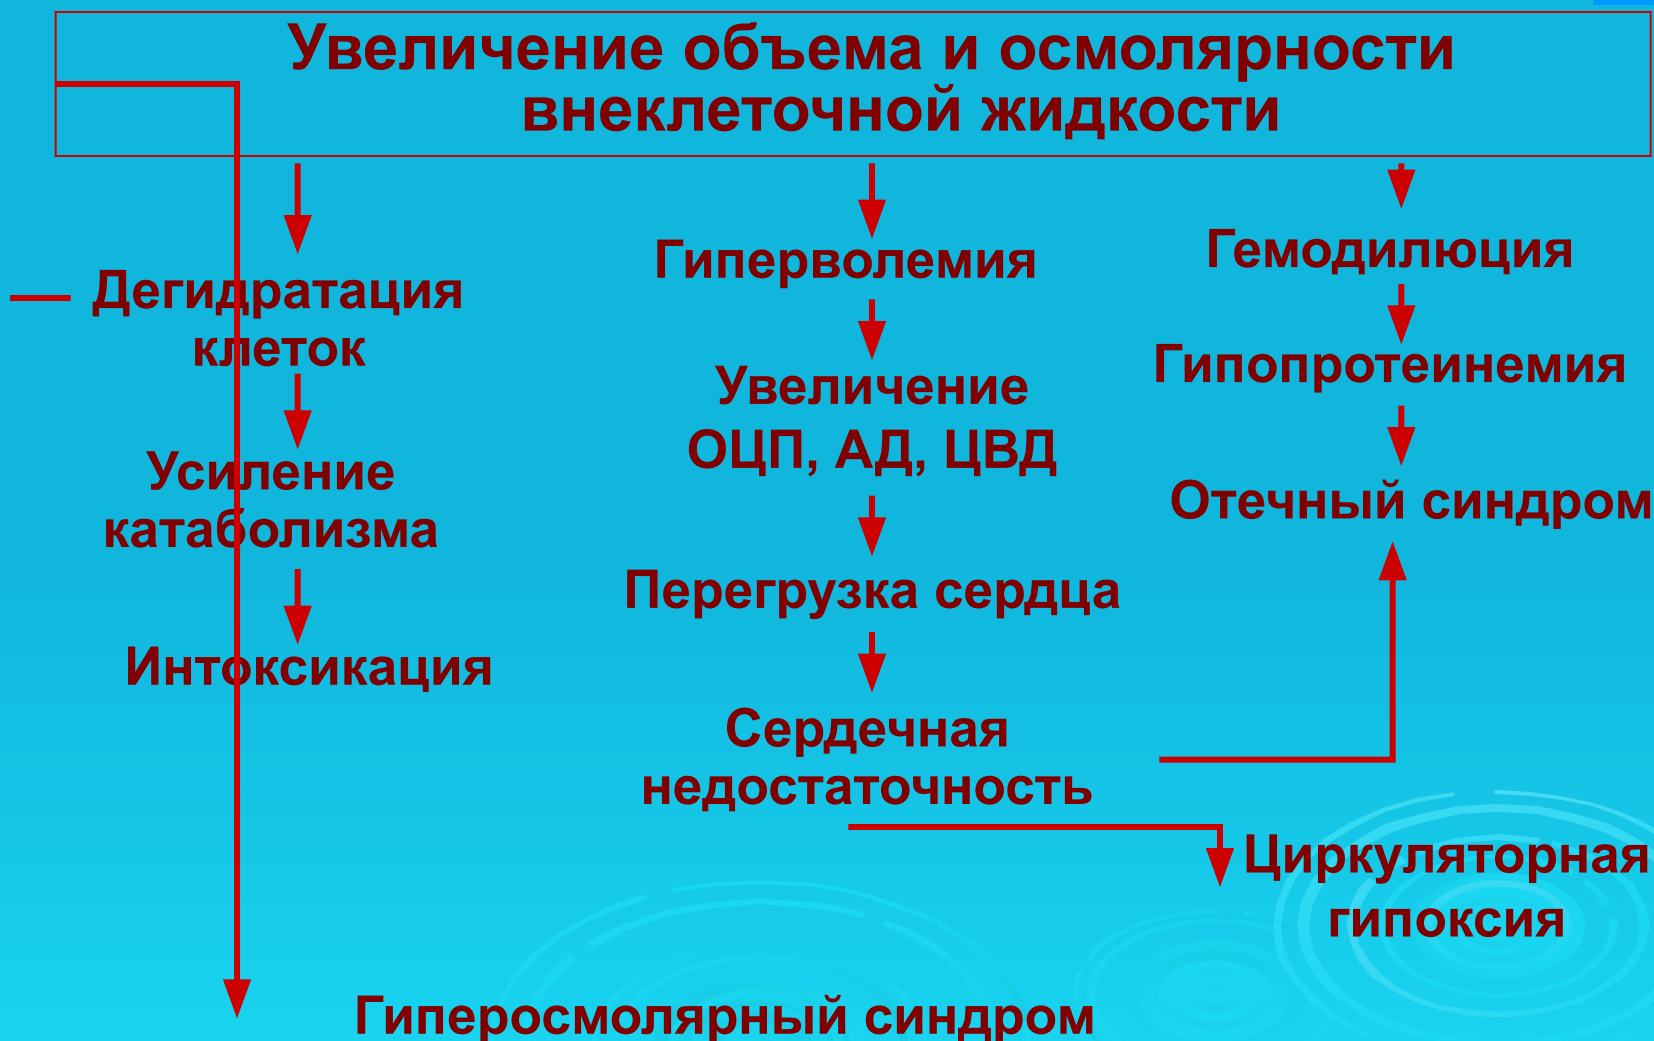 Увеличение объема и осмолярности
внеклеточной жидкости
Дегидратация
клеток
Усиление
катаболизма
Интоксикация
Гиперволемия
Увеличение
ОЦП, АД, ЦВД
Перегрузка сердца
Сердечная
недостаточность
Гемодилюция
Гипопротеинемия
Отечный синдром
Циркуляторная
гипоксия
Гиперосмолярный синдром